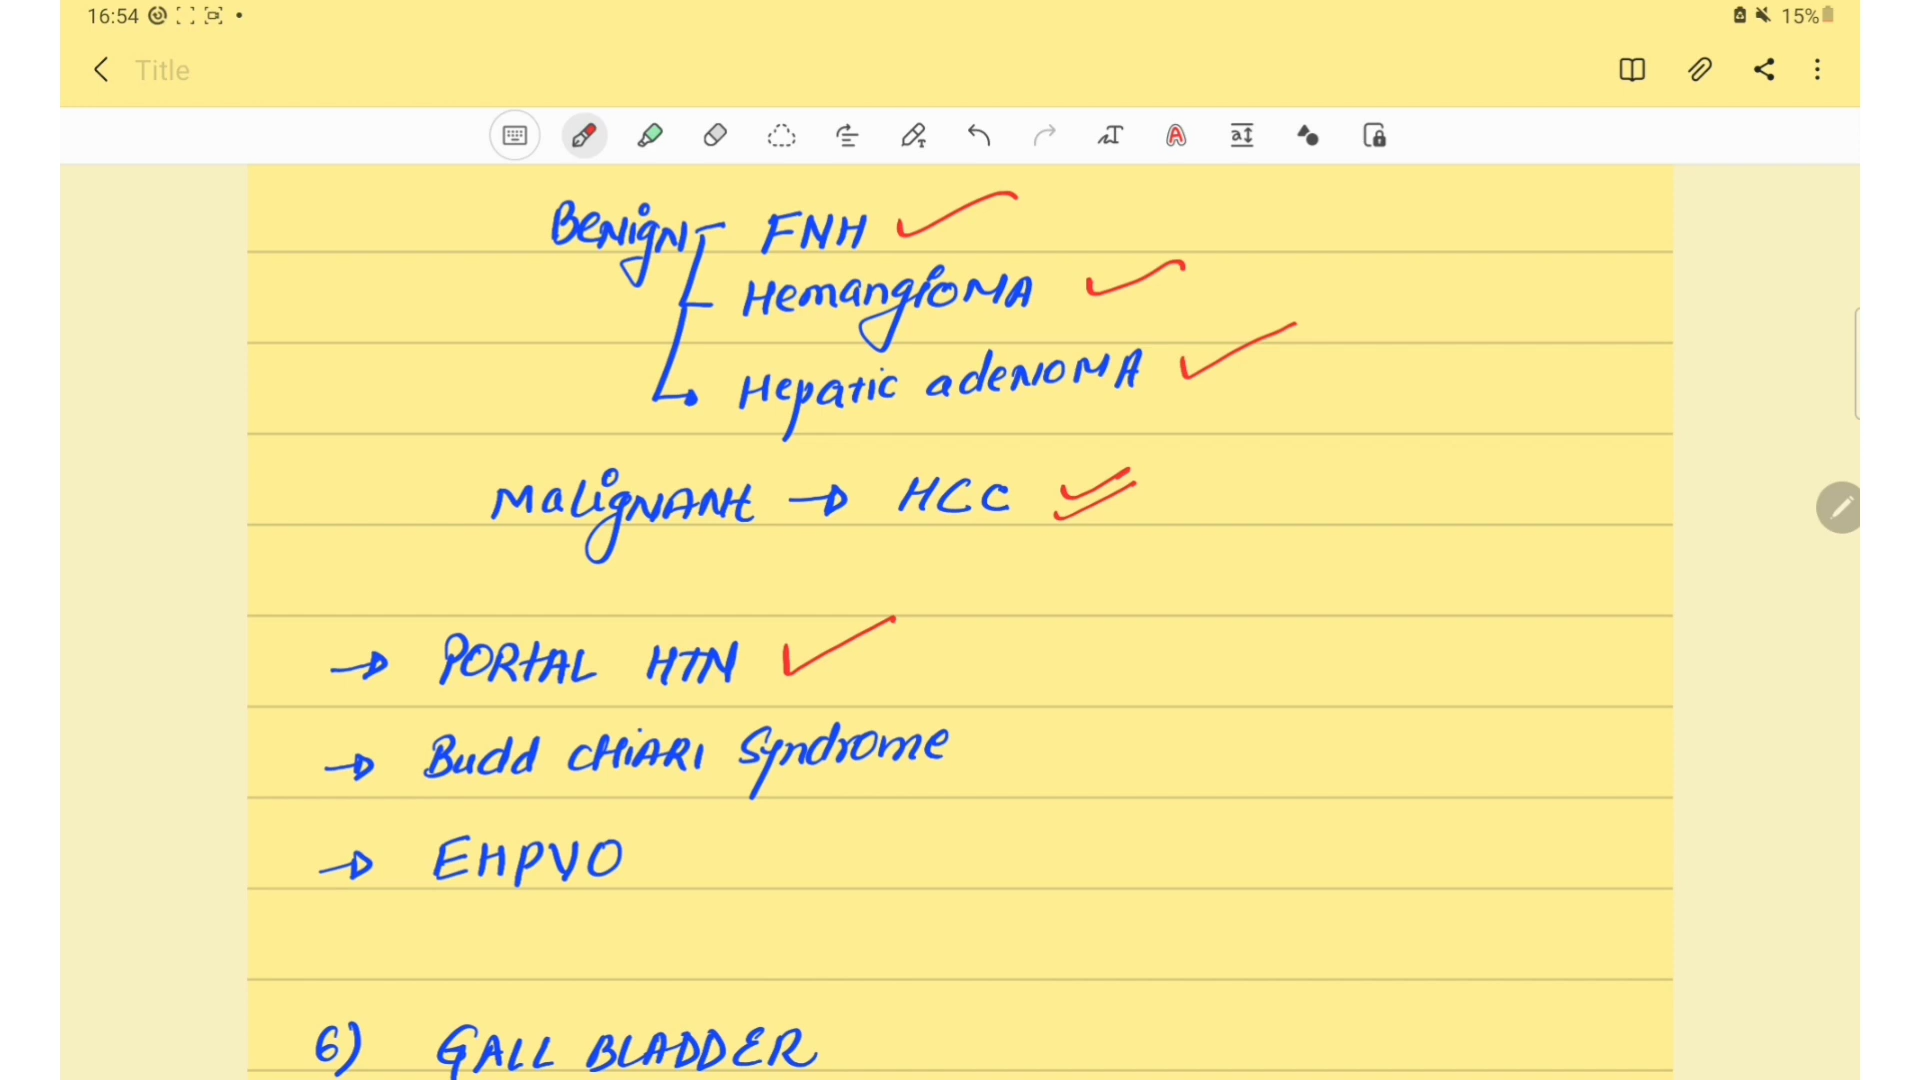 16:54
15%
Title
Benign FNH
Hemangioma
Hepatic adenoma
Malignant → HCC
→ PORTAL HTN
→ Budd CHiARI Syndrome
→ EHPVO
6) GALL BLADDER